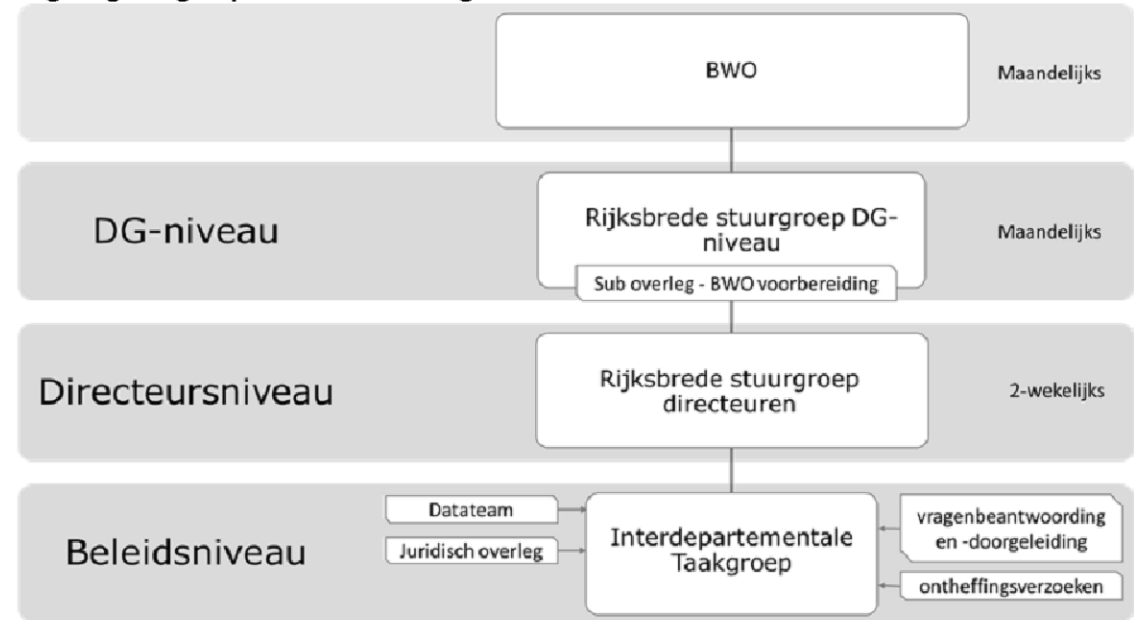 BWO
Maandelijks
DG-niveau
Rijksbrede stuurgroep DG-
niveau
Maandelijks
Sub overleg - BWO voorbereiding
Directeursniveau
Rijksbrede stuurgroep
directeuren
2-wekelijks
Beleidsniveau
Datateam
Juridisch overleg
Interdepartementale
Taakgroep
vragenbeantwoording
en -doorgeleiding
ontheffingsverzoeken